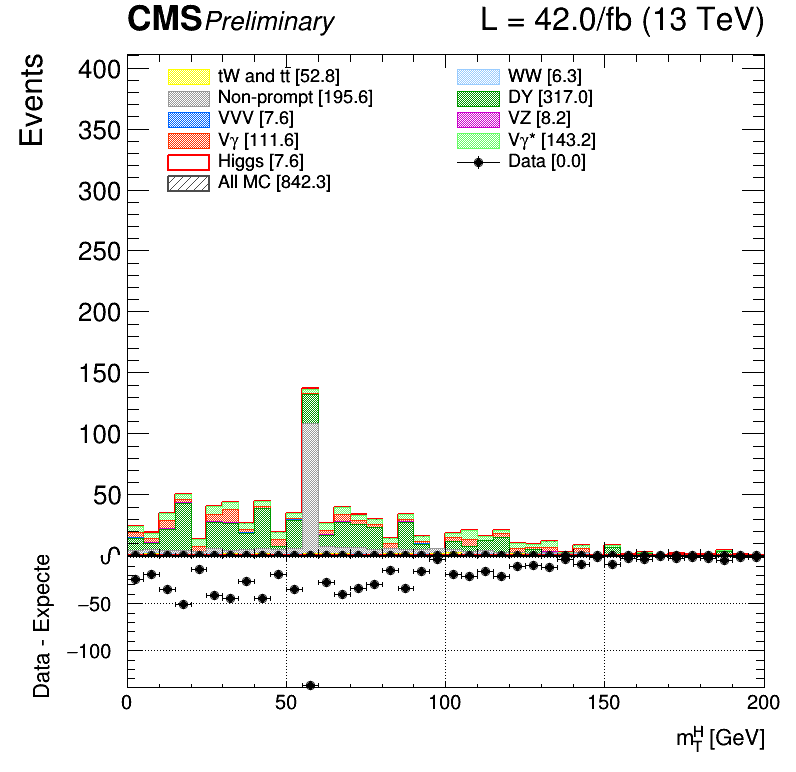 CMS Preliminary L = 42.0/fb (13 TeV)
Events
400
350
300
250
200
150
100
50
0
tW and tt̄ [52.8]
Non-prompt [195.6]
VVV [7.6]
Vγ [111.6]
Higgs [7.6]
All MC [842.3]
WW [6.3]
DY [317.0]
VZ [8.2]
Vγ* [143.2]
Data [0.0]
Data - Expecte
0
−50
−100
0 50 100 150 200
m_T^H [GeV]